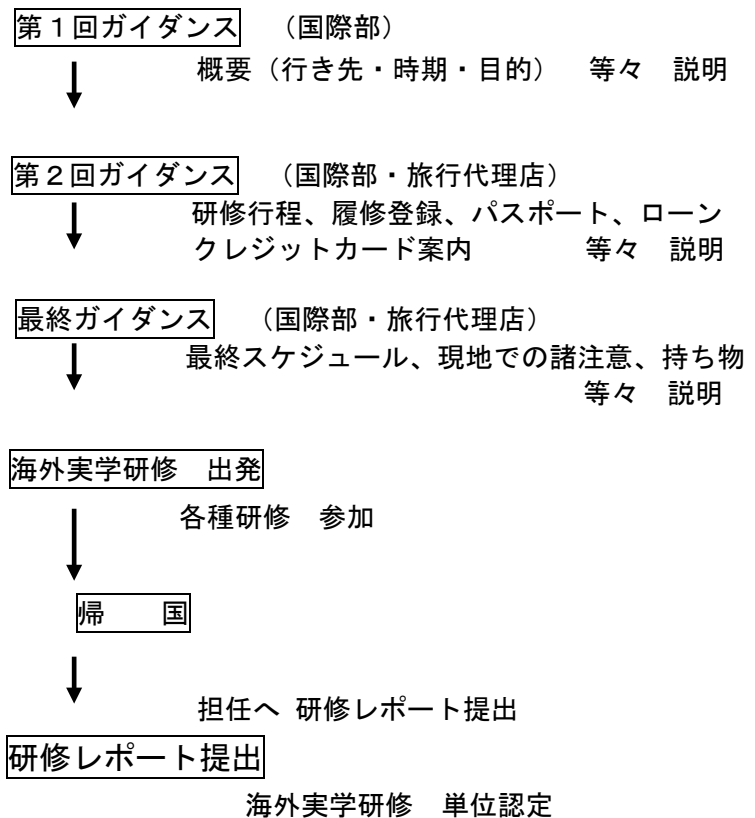 第１回ガイダンス　（国際部）
概要（行き先・時期・目的）　等々　説明
第２回ガイダンス　（国際部・旅行代理店）
研修行程、履修登録、パスポート、ローン
クレジットカード案内　　　　等々　説明
最終ガイダンス　（国際部・旅行代理店）
最終スケジュール、現地での諸注意、持ち物
等々　説明
海外実学研修　出発
各種研修　参加
帰　　国
担任へ 研修レポート提出
研修レポート提出
海外実学研修　単位認定